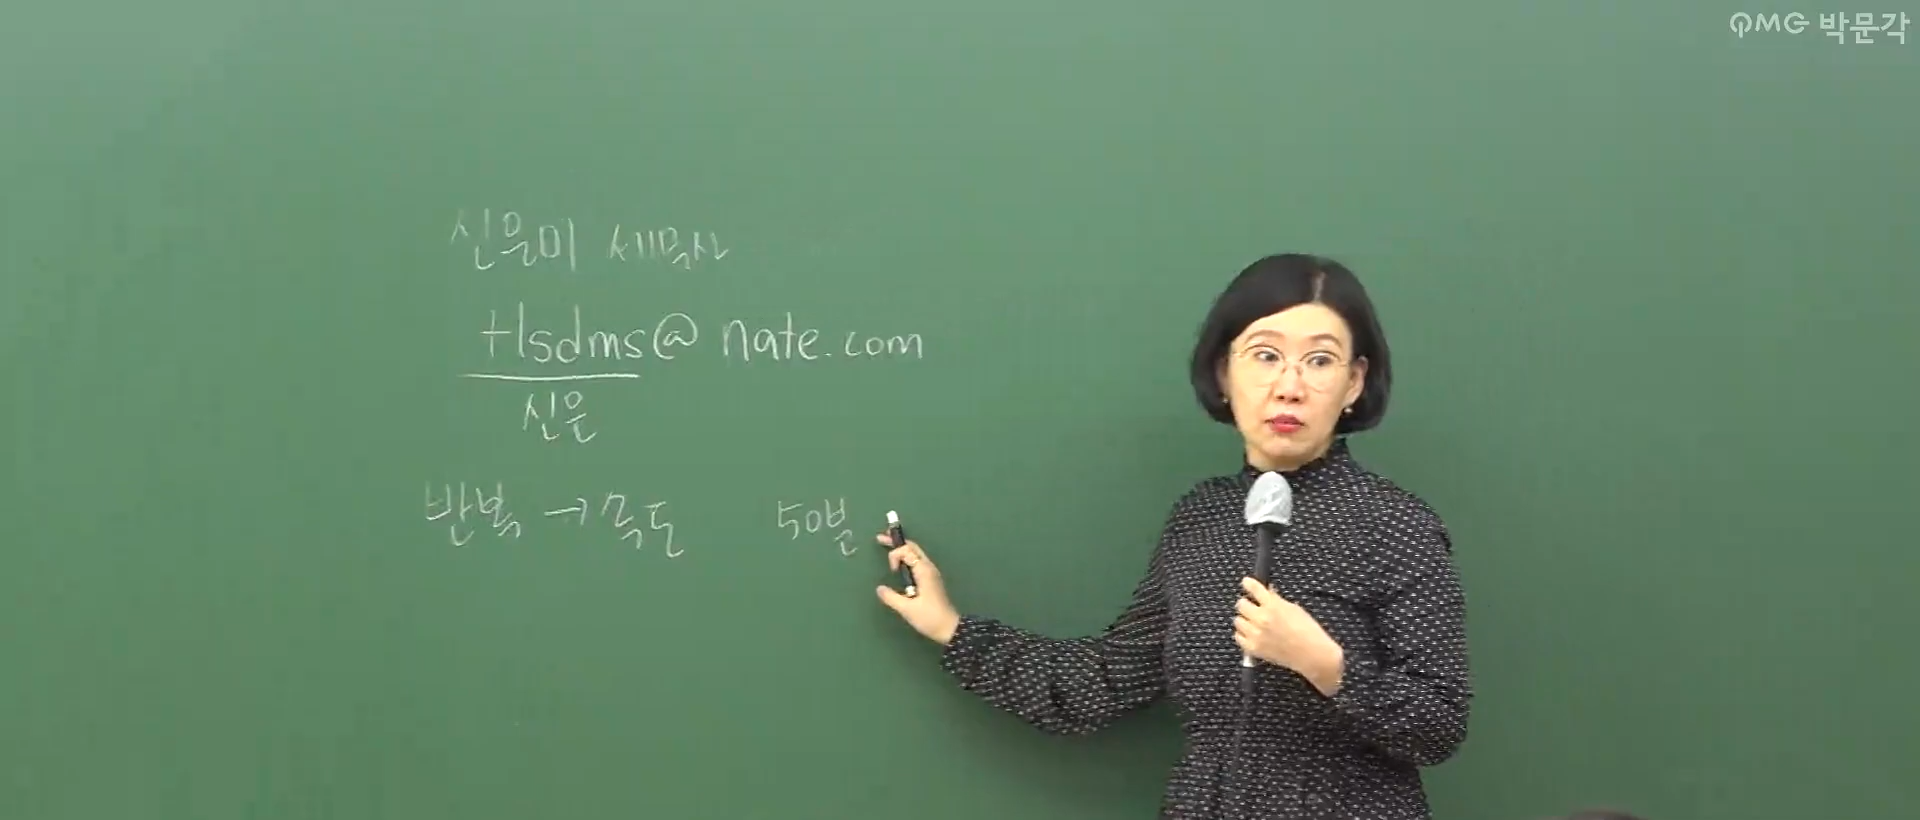 PMG 박문각
신은미 세무사
tlsdms@ nate.com
신은
반복 → 속도 50분